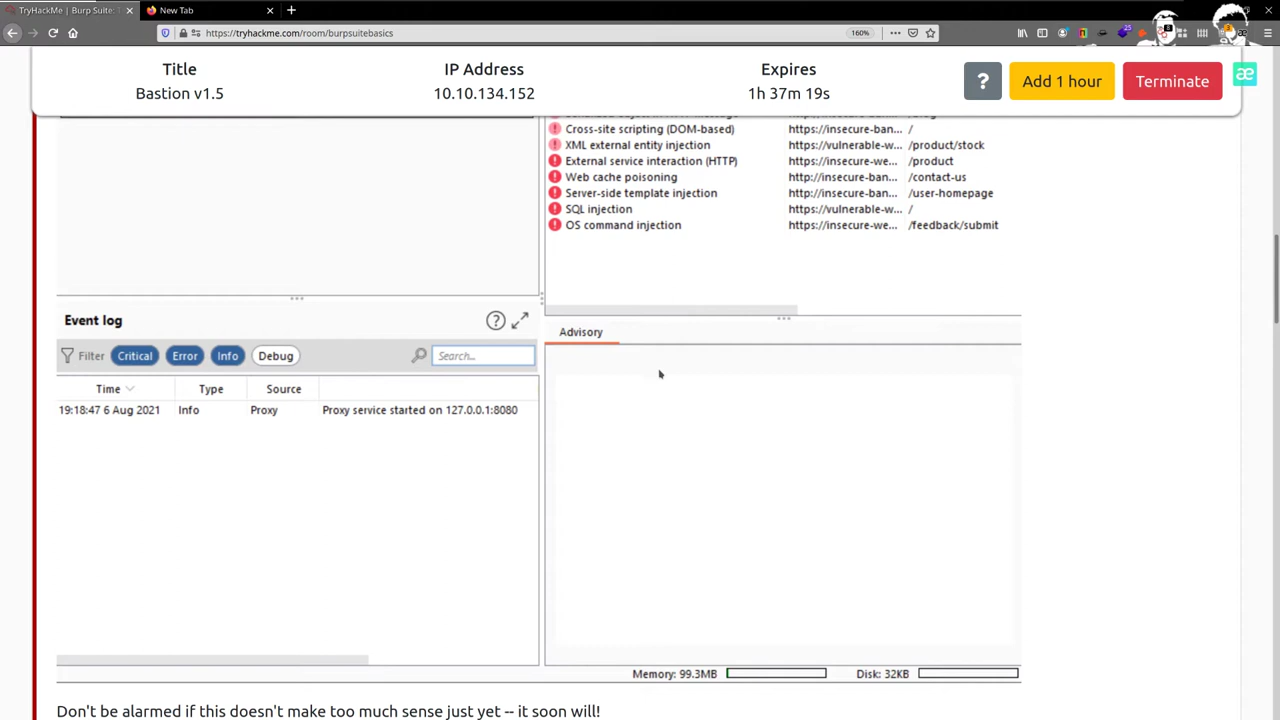 TryHackMe | Burp Suite:
New Tab
https://tryhackme.com/room/burpsuitebasics
160%
Title
IP Address
Expires
Bastion v1.5
10.10.134.152
1h 37m 19s
?
Add 1 hour
Terminate
æ
Cross-site scripting (DOM-based) https://insecure-ban... /
XML external entity injection https://vulnerable-w... /product/stock
External service interaction (HTTP) https://insecure-we... /product
Web cache poisoning http://insecure-ban... /contact-us
Server-side template injection http://insecure-ban... /user-homepage
SQL injection https://vulnerable-w... /
OS command injection https://insecure-we... /feedback/submit
Event log
?
Advisory
Filter Critical Error Info Debug Search...
Time Type Source
19:18:47 6 Aug 2021 Info Proxy Proxy service started on 127.0.0.1:8080
Memory: 99.3MB Disk: 32KB
Don't be alarmed if this doesn't make too much sense just yet -- it soon will!